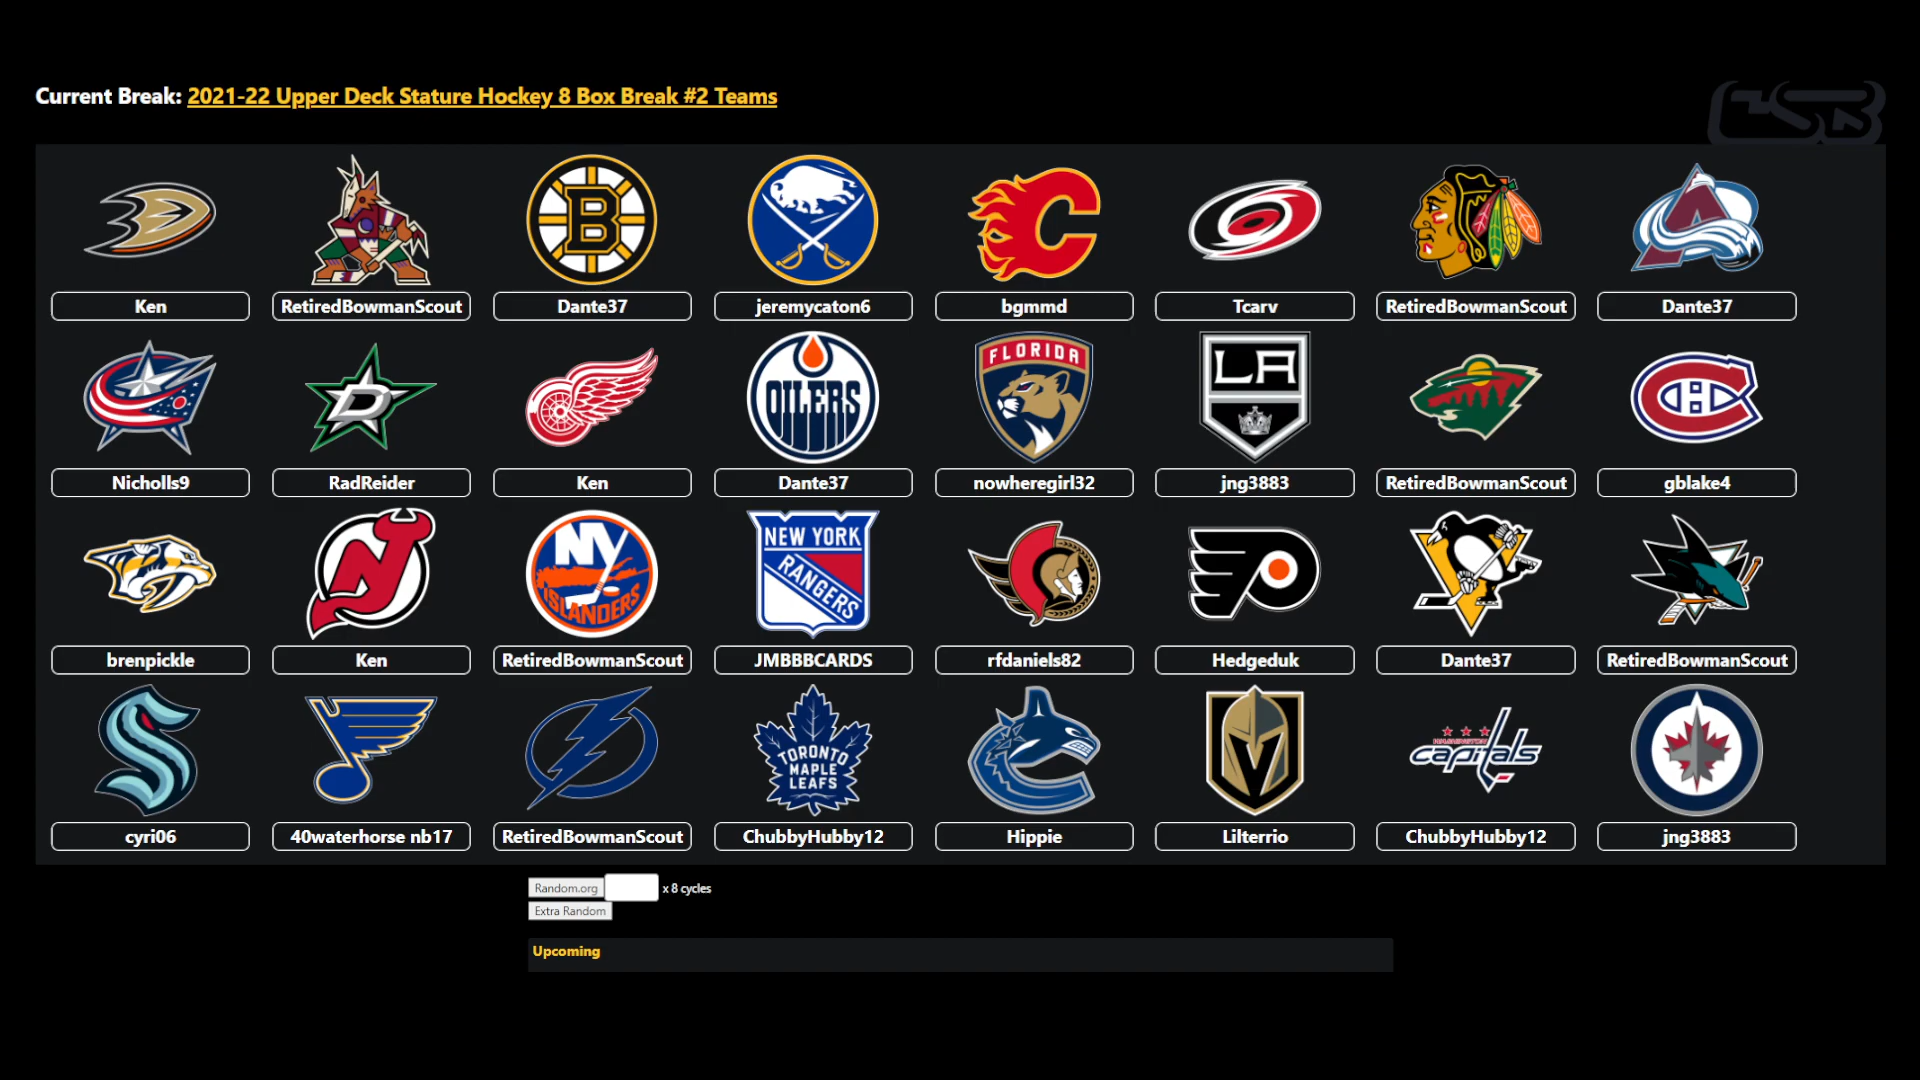 Current Break: 2021-22 Upper Deck Stature Hockey 8 Box Break #2 Teams
CSB
B
Ken RetiredBowmanScout Dante37 jeremycaton6 bgmmd Tcarv RetiredBowmanScout Dante37
D
OILERS
FLORIDA
LA
Nicholls9 RadReider Ken Dante37 nowheregirl32 jng3883 RetiredBowmanScout gblake4
NY
ISLANDERS
NEW YORK
RANGERS
brenpickle Ken RetiredBowmanScout JMBBBCARDS rfdaniels82 Hedgeduk Dante37 RetiredBowmanScout
TORONTO
MAPLE
LEAFS
WASHINGTON
capitals
cyri06 40waterhorse nb17 RetiredBowmanScout ChubbyHubby12 Hippie Lilterrio ChubbyHubby12 jng3883
Random.org x 8 cycles
Extra Random
Upcoming